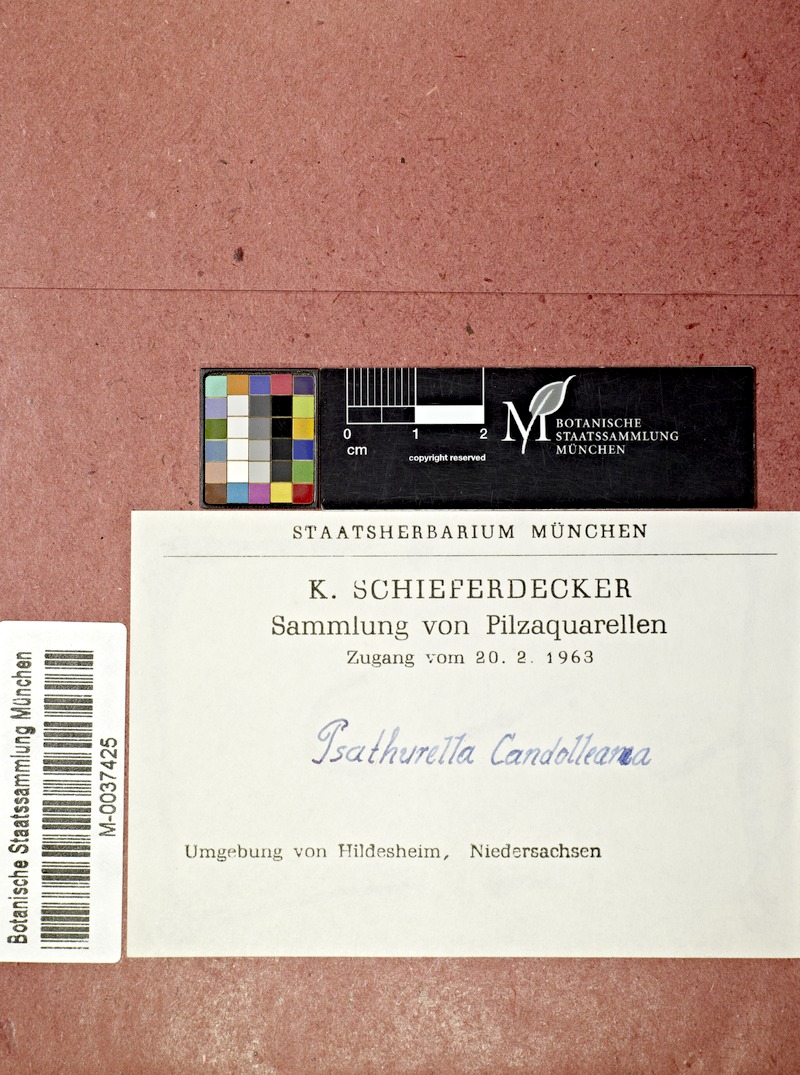 0 1 2
cm
copyright reserved
M BOTANISCHE
STAATSSAMMLUNG
MÜNCHEN
STAATSHERBARIUM MÜNCHEN
K. SCHIEFERDECKER
Sammlung von Pilzaquarellen
Zugang vom 20. 2. 1963
Psathurella Candolleana
Umgebung von Hildesheim, Niedersachsen
Botanische Staatssammlung München
M-0037425